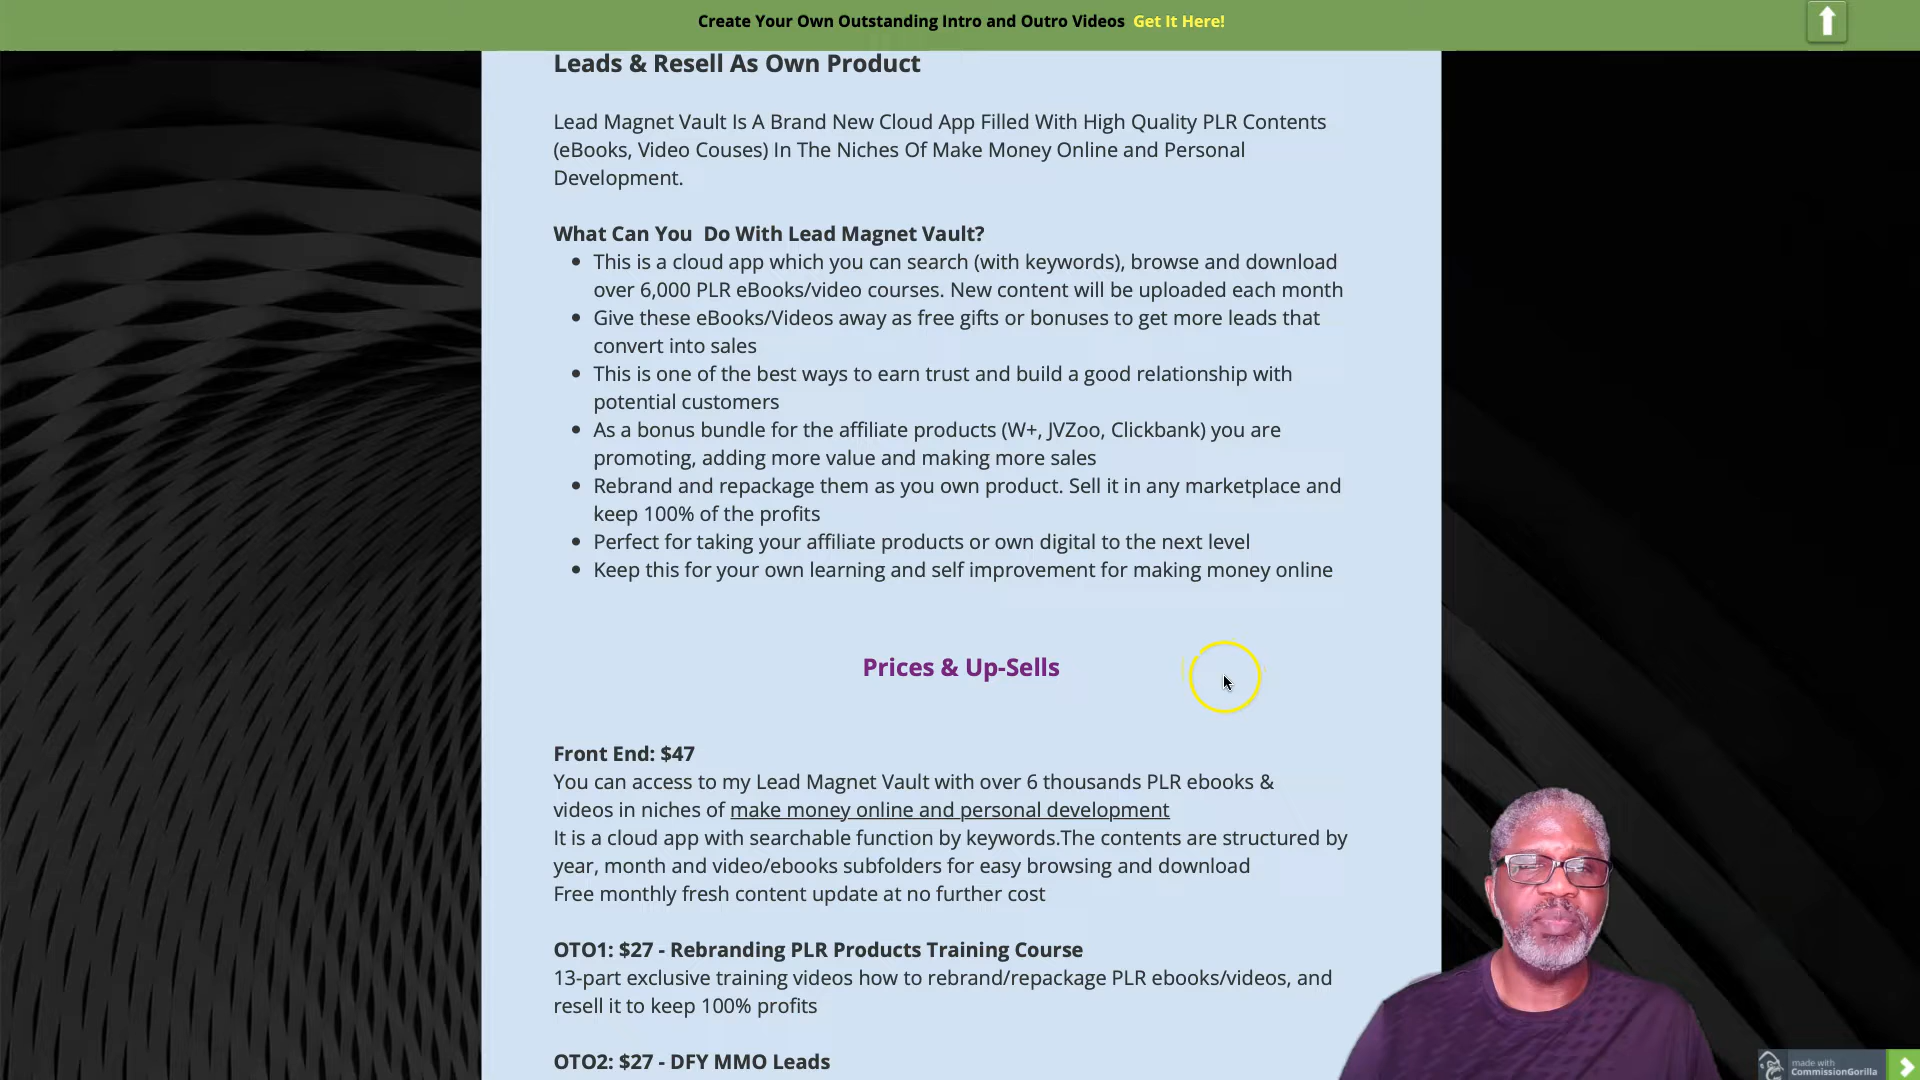 Create Your Own Outstanding Intro and Outro Videos Get It Here!
Leads & Resell As Own Product
Lead Magnet Vault Is A Brand New Cloud App Filled With High Quality PLR Contents
(eBooks, Video Couses) In The Niches Of Make Money Online and Personal
Development.
What Can You  Do With Lead Magnet Vault?
This is a cloud app which you can search (with keywords), browse and download
over 6,000 PLR eBooks/video courses. New content will be uploaded each month
Give these eBooks/Videos away as free gifts or bonuses to get more leads that
convert into sales
This is one of the best ways to earn trust and build a good relationship with
potential customers
As a bonus bundle for the affiliate products (W+, JVZoo, Clickbank) you are
promoting, adding more value and making more sales
Rebrand and repackage them as you own product. Sell it in any marketplace and
keep 100% of the profits
Perfect for taking your affiliate products or own digital to the next level
Keep this for your own learning and self improvement for making money online
Prices & Up-Sells
Front End: $47
You can access to my Lead Magnet Vault with over 6 thousands PLR ebooks &
videos in niches of make money online and personal development
It is a cloud app with searchable function by keywords.The contents are structured by
year, month and video/ebooks subfolders for easy browsing and download
Free monthly fresh content update at no further cost
OTO1: $27 - Rebranding PLR Products Training Course
13-part exclusive training videos how to rebrand/repackage PLR ebooks/videos, and
resell it to keep 100% profits
OTO2: $27 - DFY MMO Leads
made with
CommissionGorilla